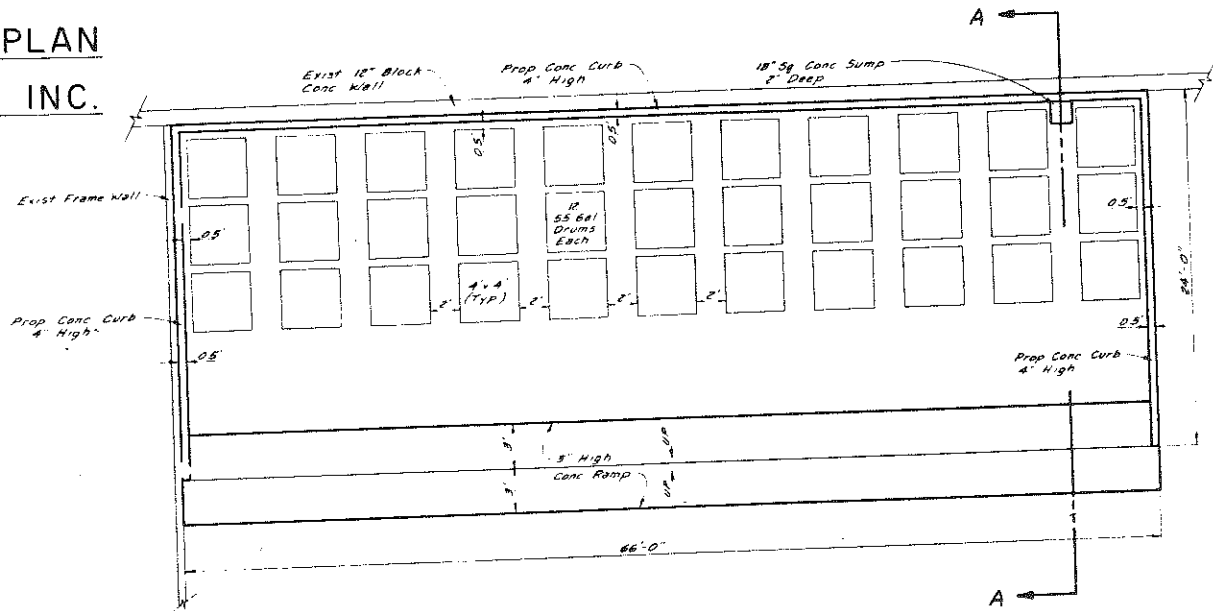 PLAN
INC.
A
Exist 12" Block
Conc Wall
Prop Conc Curb
4" High
18" Sq Conc Sump
2' Deep
0.5'
0.5'
Exist Frame Wall
0.5'
12
55 Gal
Drums
Each
0.5'
24'-0"
2'
4' x 4'
(Typ)
2'
2'
2'
Prop Conc Curb
4" High
0.5'
0.5'
Prop Conc Curb
4" High
3'
UP
High
3'
Conc Ramp
UP
66'-0"
A